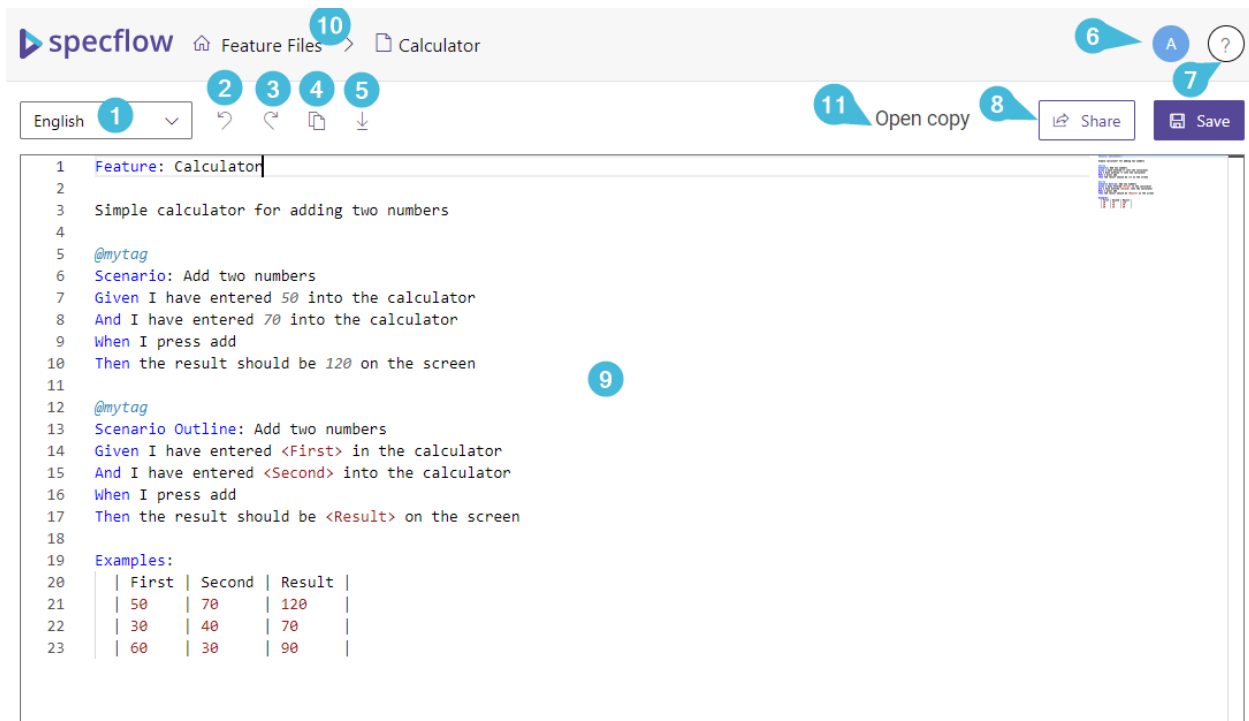 specflow Feature Files > Calculator
10
6
A
?
7
English
1
2
3
4
5
11
Open copy
8
Share
Save
1 Feature: Calculator
2
3 Simple calculator for adding two numbers
4
5 @mytag
6 Scenario: Add two numbers
7 Given I have entered 50 into the calculator
8 And I have entered 70 into the calculator
9 When I press add
10 Then the result should be 120 on the screen
11
9
12 @mytag
13 Scenario Outline: Add two numbers
14 Given I have entered <First> in the calculator
15 And I have entered <Second> into the calculator
16 When I press add
17 Then the result should be <Result> on the screen
18
19 Examples:
20 | First | Second | Result |
21 | 50 | 70 | 120 |
22 | 30 | 40 | 70 |
23 | 60 | 30 | 90 |